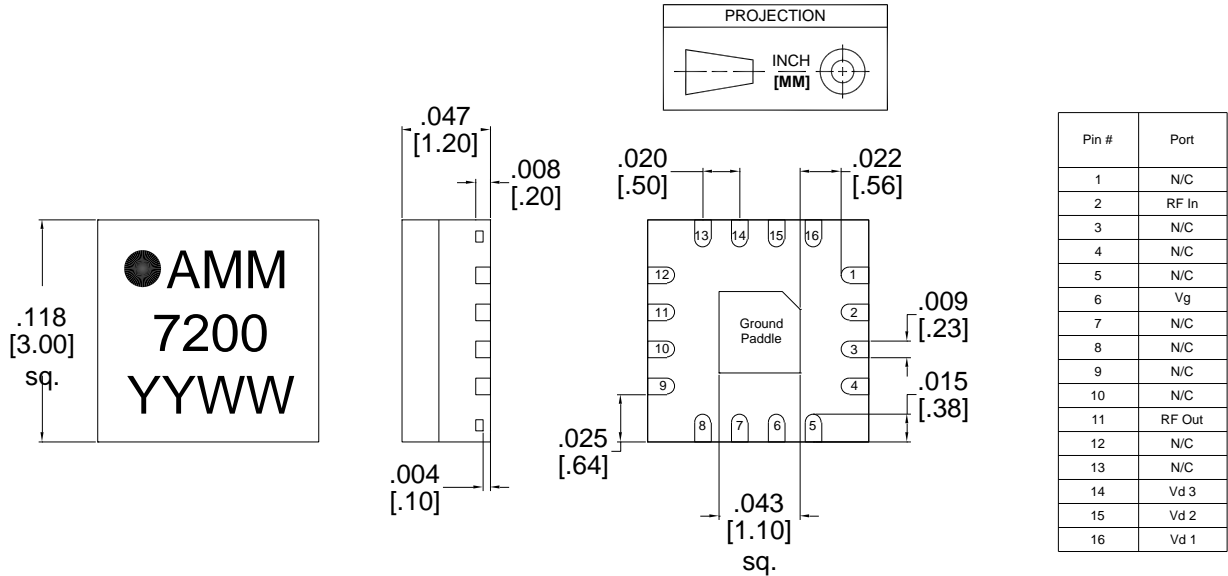 PROJECTION
INCH
[MM]
.047
[1.20]
.008
[.20]
.020
[.50]
.022
[.56]
AMM
7200
YYWW
.118
[3.00]
sq.
.004
[.10]
13
14
15
16
12
11
10
9
1
2
3
4
8
7
6
5
Ground
Paddle
.009
[.23]
.015
[.38]
.025
[.64]
.043
[1.10]
sq.
Pin # Port
1 N/C
2 RF In
3 N/C
4 N/C
5 N/C
6 Vg
7 N/C
8 N/C
9 N/C
10 N/C
11 RF Out
12 N/C
13 N/C
14 Vd 3
15 Vd 2
16 Vd 1